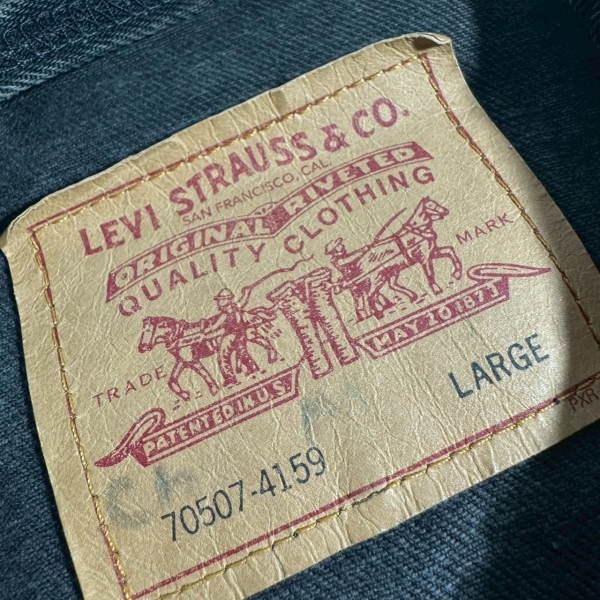 LEVI STRAUSS & CO.
SAN FRANCISCO, CAL.
ORIGINAL RIVETED
QUALITY CLOTHING
TRADE MARK
PATENTED IN U.S.
MAY 20 1873
LARGE
70507-4159
PXR